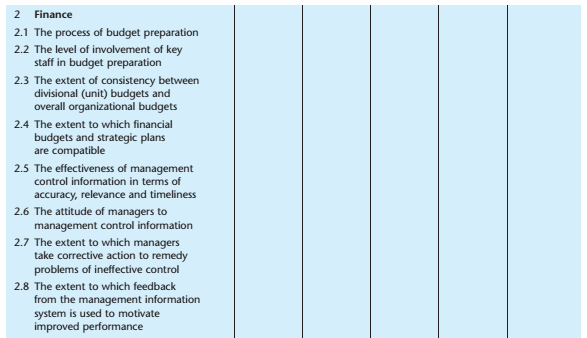 2 Finance
2.1 The process of budget preparation
2.2 The level of involvement of key
staff in budget preparation
2.3 The extent of consistency between
divisional (unit) budgets and
overall organizational budgets
2.4 The extent to which financial
budgets and strategic plans
are compatible
2.5 The effectiveness of management
control information in terms of
accuracy, relevance and timeliness
2.6 The attitude of managers to
management control information
2.7 The extent to which managers
take corrective action to remedy
problems of ineffective control
2.8 The extent to which feedback
from the management information
system is used to motivate
improved performance